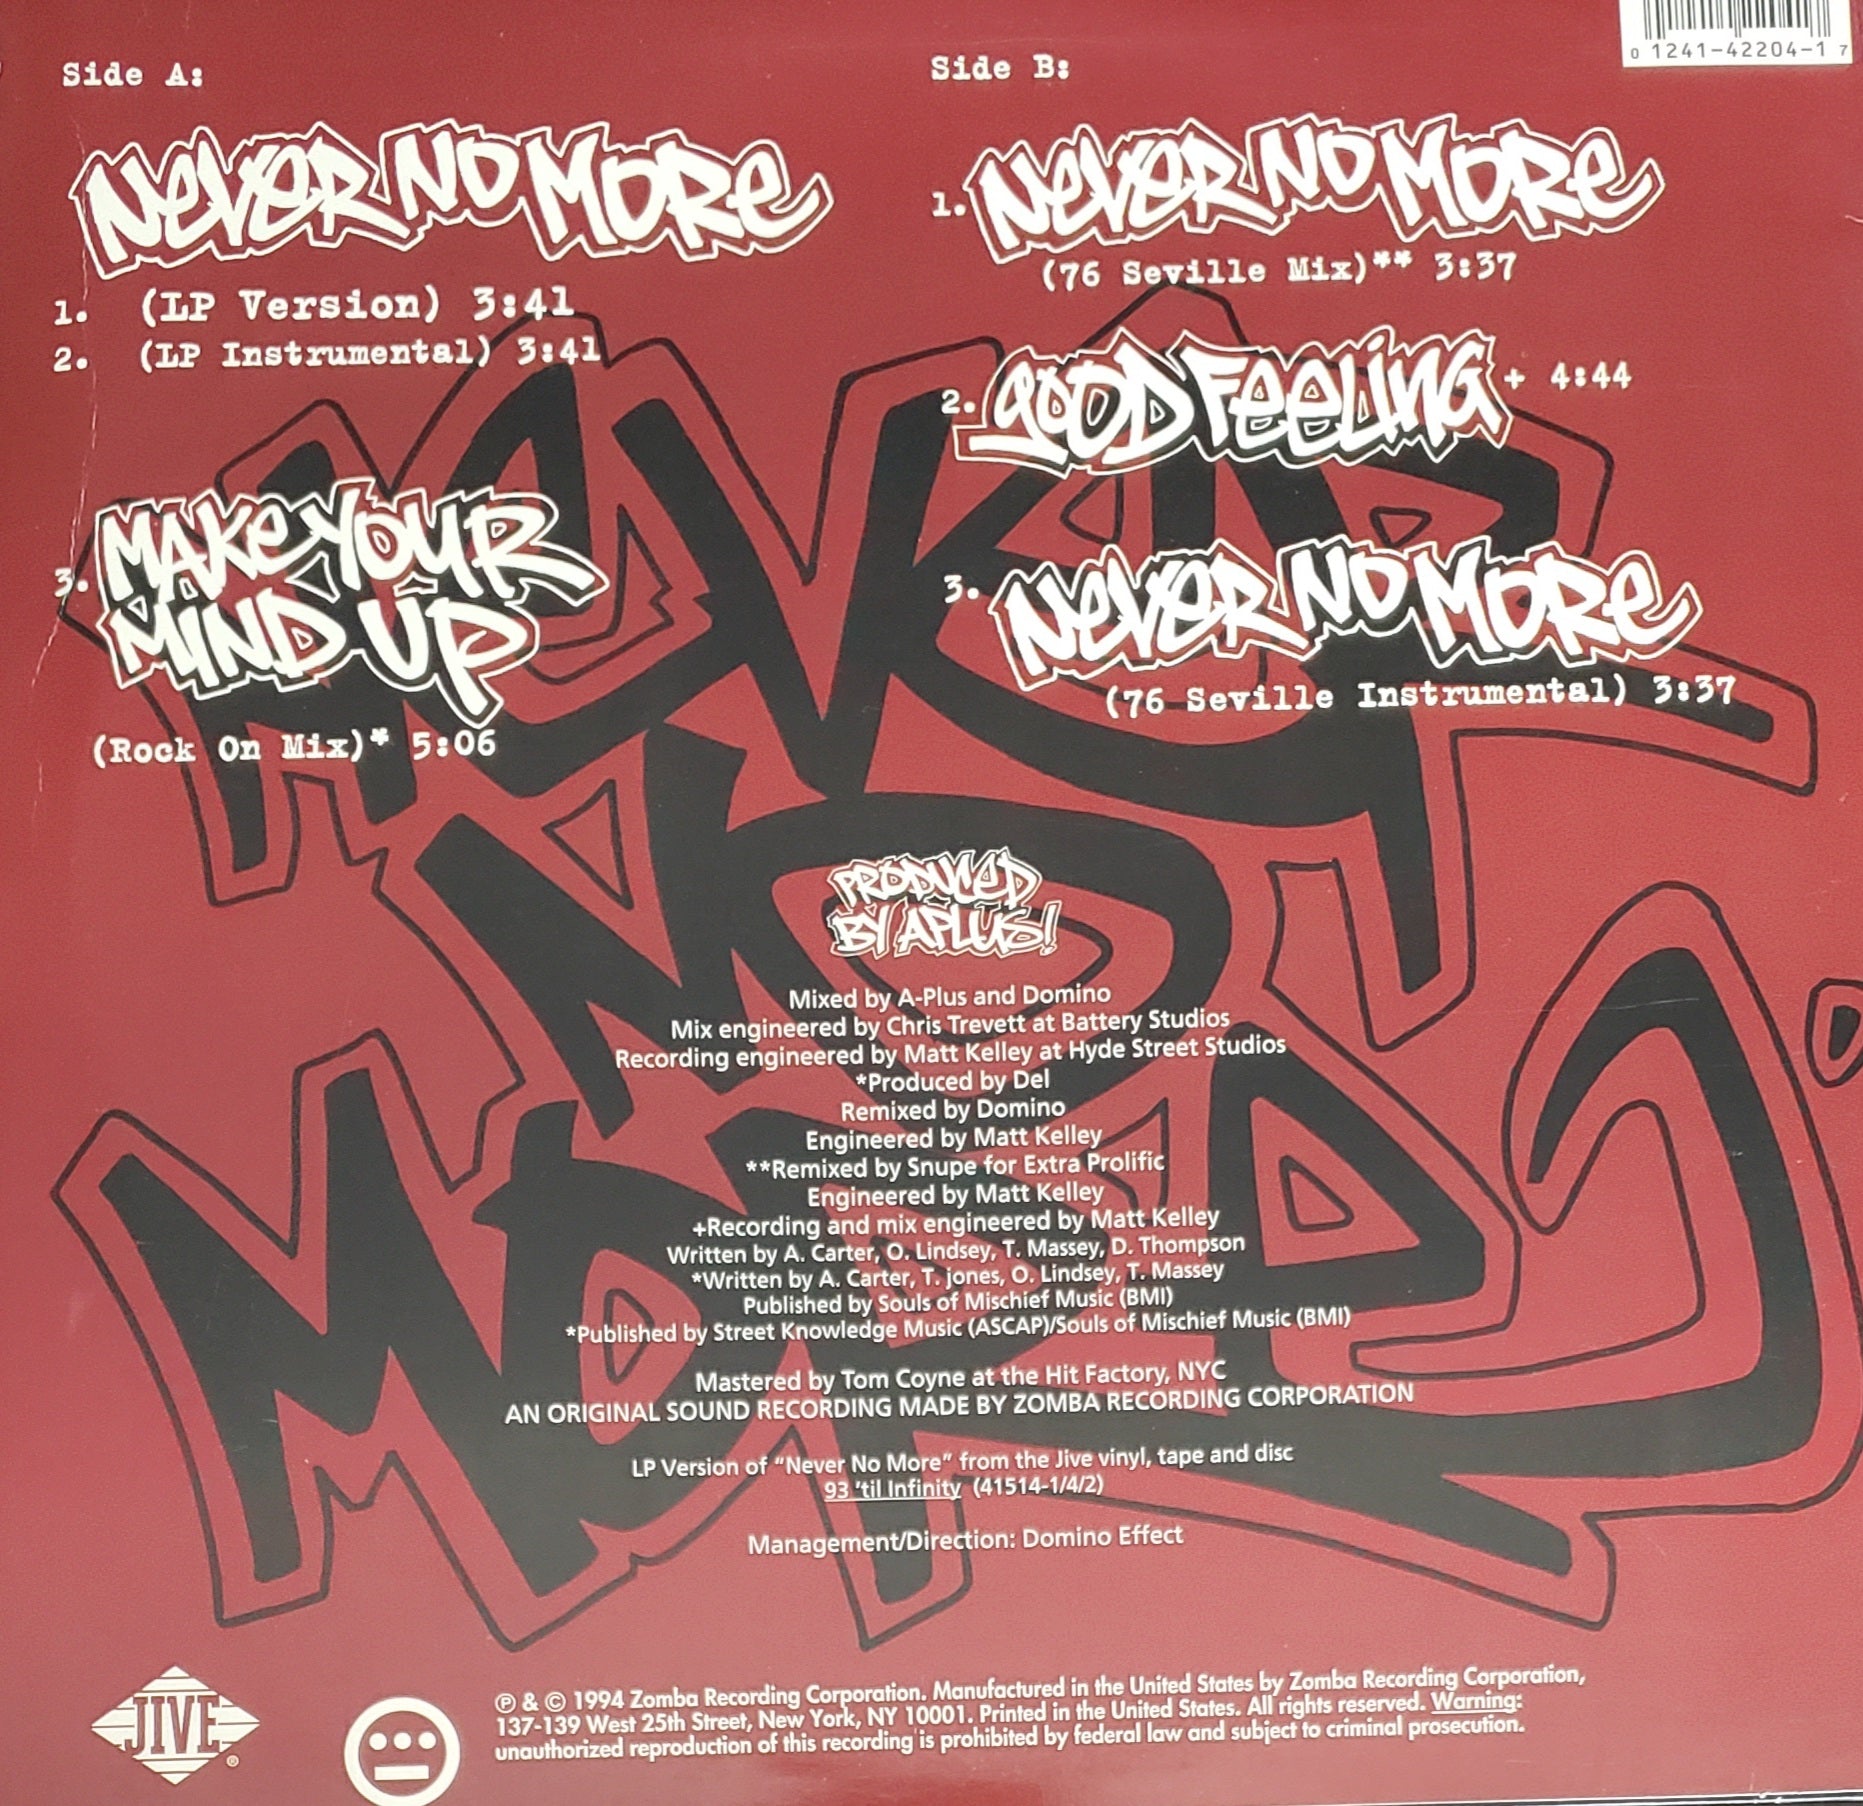 0 1241-42204-1 7
Side A:
NEVER NO MORE
1. (LP Version) 3:41
2. (LP Instrumental) 3:41
3. MAKE YOUR
MIND UP
(Rock On Mix)* 5:06
Side B:
1. NEVER NO MORE
(76 Seville Mix)** 3:37
2. GOOD FEELING + 4:44
3. NEVER NO MORE
(76 Seville Instrumental) 3:37
NEVER
NO
MORE
PRODUCED
BY APLUS!
Mixed by A-Plus and Domino
Mix engineered by Chris Trevett at Battery Studios
Recording engineered by Matt Kelley at Hyde Street Studios
*Produced by Del
Remixed by Domino
Engineered by Matt Kelley
**Remixed by Snupe for Extra Prolific
Engineered by Matt Kelley
+Recording and mix engineered by Matt Kelley
Written by A. Carter, O. Lindsey, T. Massey, D. Thompson
*Written by A. Carter, T. jones, O. Lindsey, T. Massey
Published by Souls of Mischief Music (BMI)
*Published by Street Knowledge Music (ASCAP)/Souls of Mischief Music (BMI)
Mastered by Tom Coyne at the Hit Factory, NYC
AN ORIGINAL SOUND RECORDING MADE BY ZOMBA RECORDING CORPORATION
LP Version of “Never No More” from the Jive vinyl, tape and disc
93 ’til Infinity (41514-1/4/2)
Management/Direction: Domino Effect
JIVE ®
℗ & © 1994 Zomba Recording Corporation. Manufactured in the United States by Zomba Recording Corporation,
137-139 West 25th Street, New York, NY 10001. Printed in the United States. All rights reserved. Warning:
unauthorized reproduction of this recording is prohibited by federal law and subject to criminal prosecution.